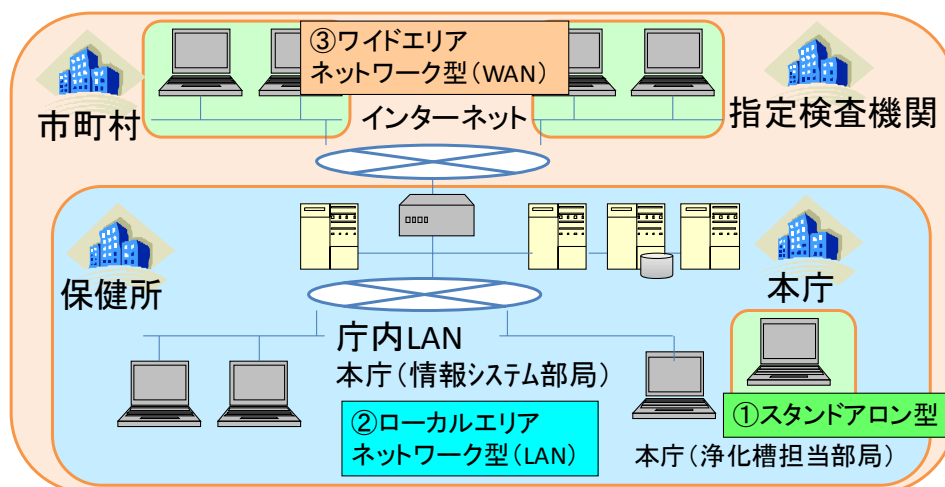 ③ワイドエリア
ネットワーク型(WAN)
市町村
インターネット
指定検査機関
保健所
本庁
庁内LAN
本庁(情報システム部局)
②ローカルエリア
ネットワーク型(LAN)
①スタンドアロン型
本庁(浄化槽担当部局)